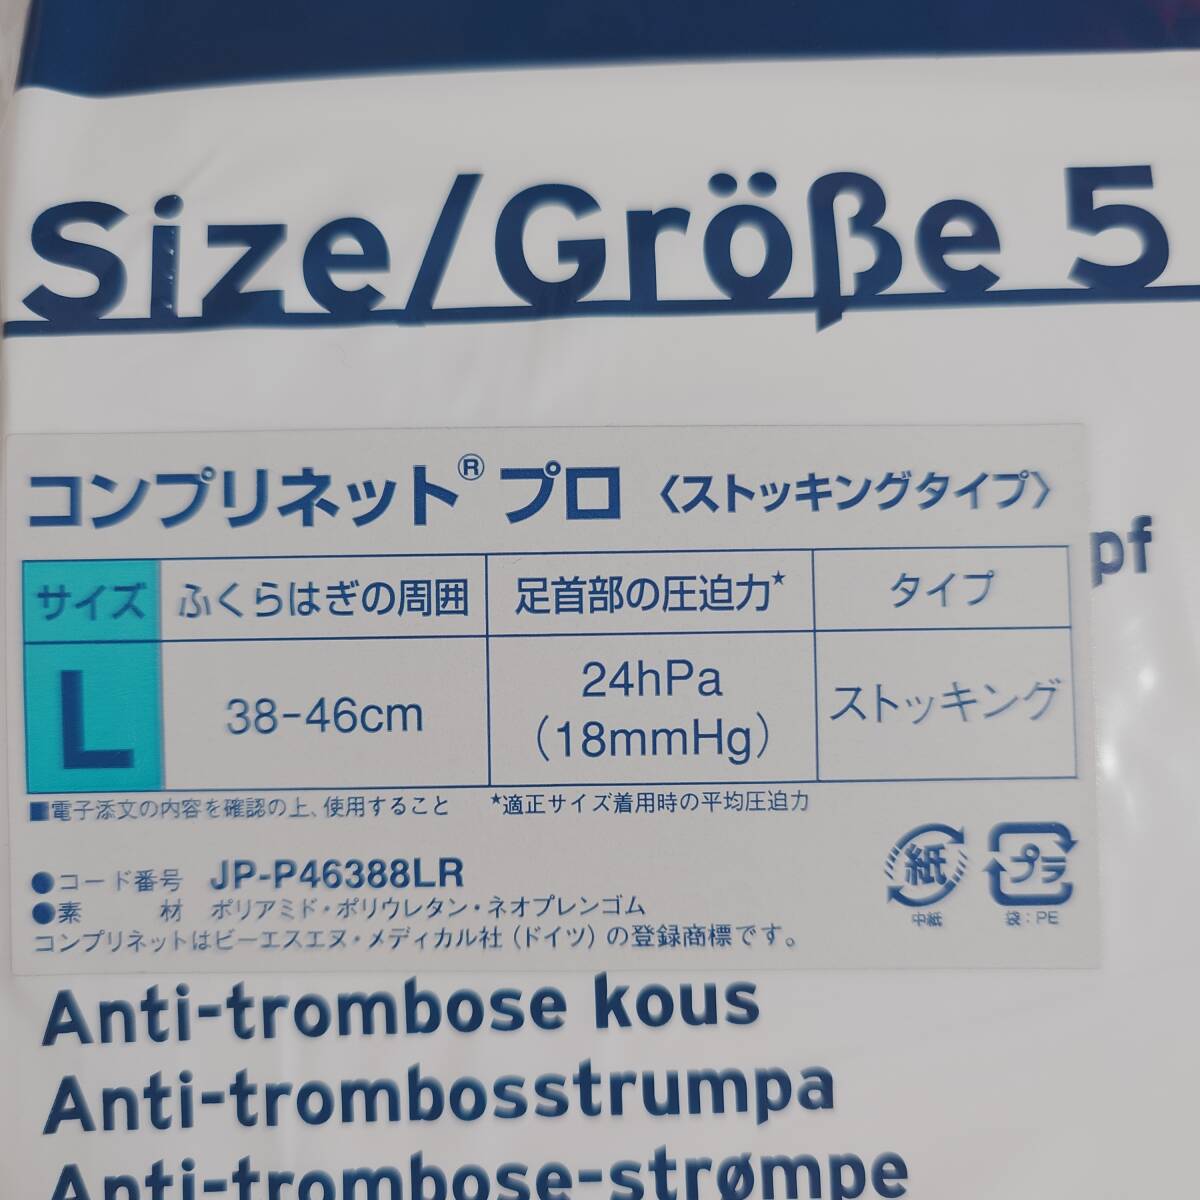 Size/Größe 5
コンプリネット® プロ 〈ストッキングタイプ〉
pf
サイズ ふくらはぎの周囲 足首部の圧迫力★ タイプ
L 38-46cm 24hPa (18mmHg) ストッキング
■電子添文の内容を確認の上、使用すること ★適正サイズ着用時の平均圧迫力
●コード番号 JP-P46388LR
●素 材 ポリアミド・ポリウレタン・ネオプレンゴム
コンプリネットはビーエスエヌ・メディカル社(ドイツ)の登録商標です。
紙 プラ
中紙 袋:PE
Anti-trombose kous
Anti-trombosstrumpa
Anti-trombose-strømpe